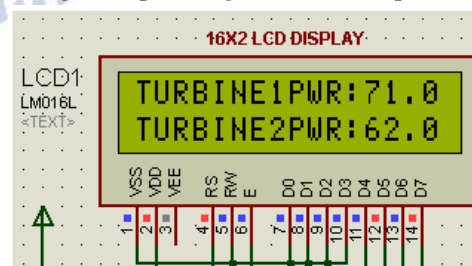 16X2 LCD DISPLAY
LCD1
LM016L
<TEXT>
TURBINE1PWR:71.0
TURBINE2PWR:62.0
VSS VDD VEE RS RW E D0 D1 D2 D3 D4 D5 D6 D7
1 2 3 4 5 6 7 8 9 10 11 12 13 14